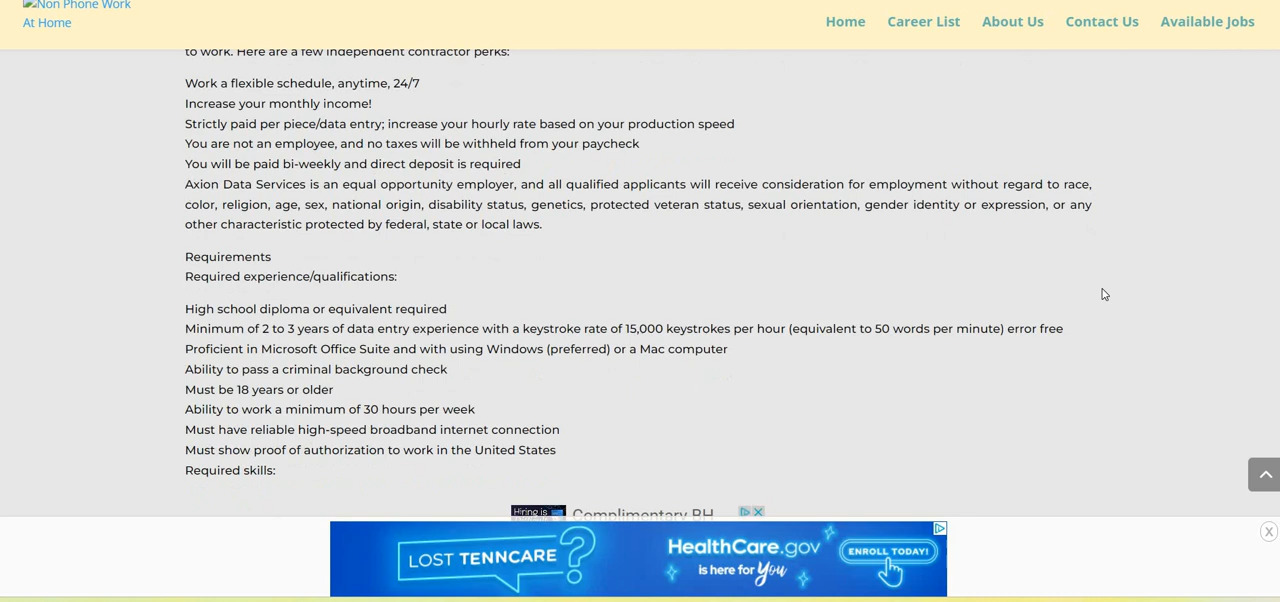 Non Phone Work
At Home
Home Career List About Us Contact Us Available Jobs
to work. Here are a few independent contractor perks:
Work a flexible schedule, anytime, 24/7
Increase your monthly income!
Strictly paid per piece/data entry; increase your hourly rate based on your production speed
You are not an employee, and no taxes will be withheld from your paycheck
You will be paid bi-weekly and direct deposit is required
Axion Data Services is an equal opportunity employer, and all qualified applicants will receive consideration for employment without regard to race,
color, religion, age, sex, national origin, disability status, genetics, protected veteran status, sexual orientation, gender identity or expression, or any
other characteristic protected by federal, state or local laws.
Requirements
Required experience/qualifications:
High school diploma or equivalent required
Minimum of 2 to 3 years of data entry experience with a keystroke rate of 15,000 keystrokes per hour (equivalent to 50 words per minute) error free
Proficient in Microsoft Office Suite and with using Windows (preferred) or a Mac computer
Ability to pass a criminal background check
Must be 18 years or older
Ability to work a minimum of 30 hours per week
Must have reliable high-speed broadband internet connection
Must show proof of authorization to work in the United States
Required skills:
Hiring is Complimentary BH
LOST TENNCARE ?
HealthCare.gov
is here for You
ENROLL TODAY!
X